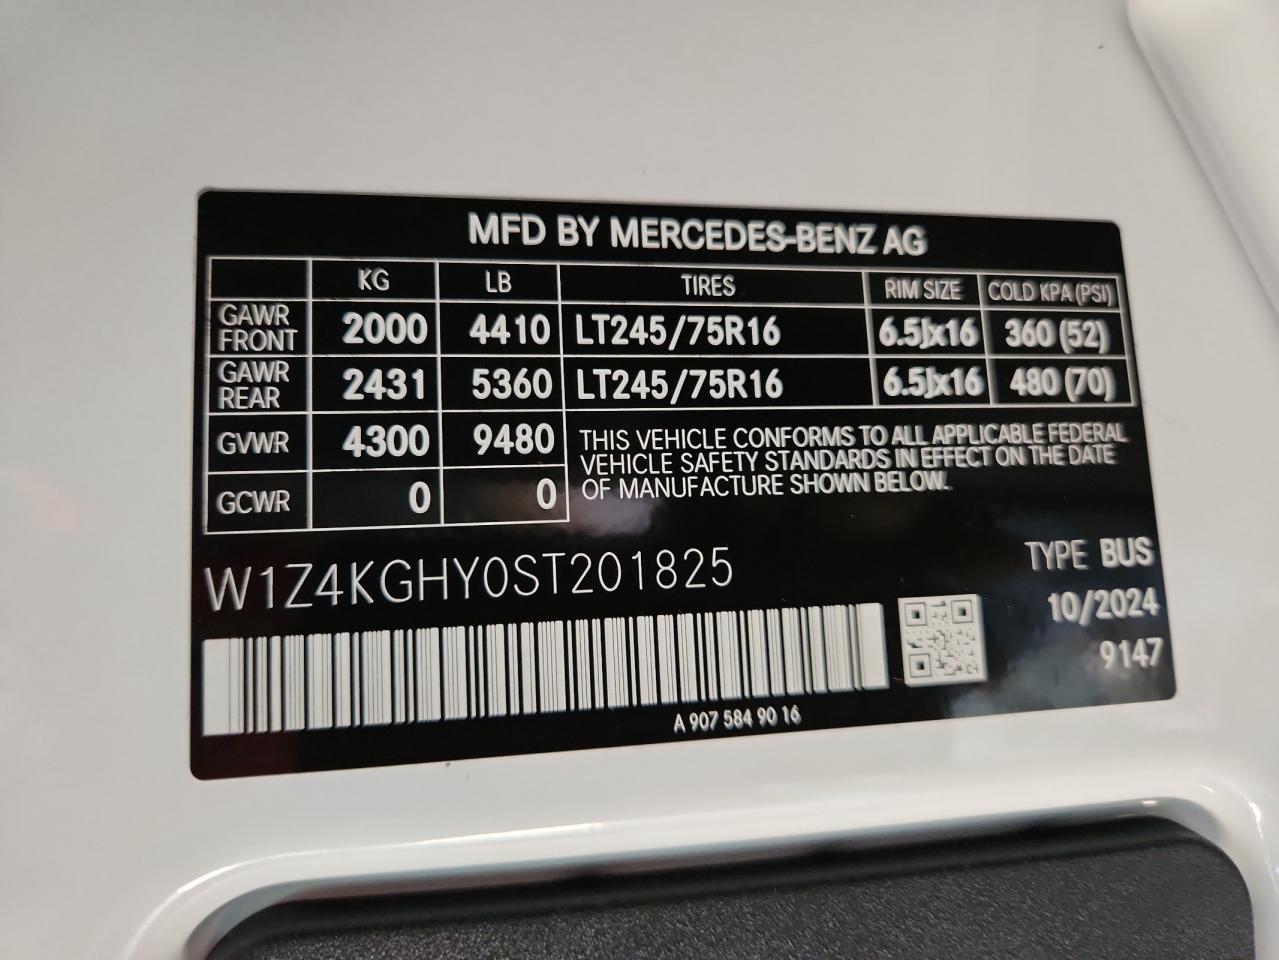 MFD BY MERCEDES-BENZ AG
KG LB TIRES RIM SIZE COLD KPA (PSI)
GAWR FRONT 2000 4410 LT245/75R16 6.5Jx16 360 (52)
GAWR REAR 2431 5360 LT245/75R16 6.5Jx16 480 (70)
GVWR 4300 9480
GCWR 0 0
THIS VEHICLE CONFORMS TO ALL APPLICABLE FEDERAL
VEHICLE SAFETY STANDARDS IN EFFECT ON THE DATE
OF MANUFACTURE SHOWN BELOW.
W1Z4KGHY0ST201825
TYPE BUS
10/2024
9147
A 907 584 90 16